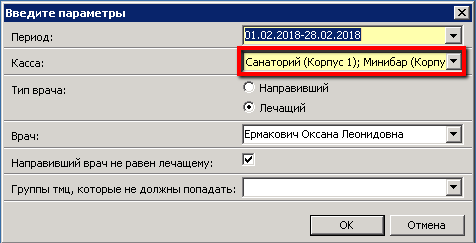 Введите параметры
Период: 01.02.2018-28.02.2018
Касса: Санаторий (Корпус 1); Минибар (Корпу
Тип врача: Направивший
Лечащий
Врач: Ермакович Оксана Леонидовна
Направивший врач не равен лечащему:
Группы тмц, которые не должны попадать:
OK Отмена